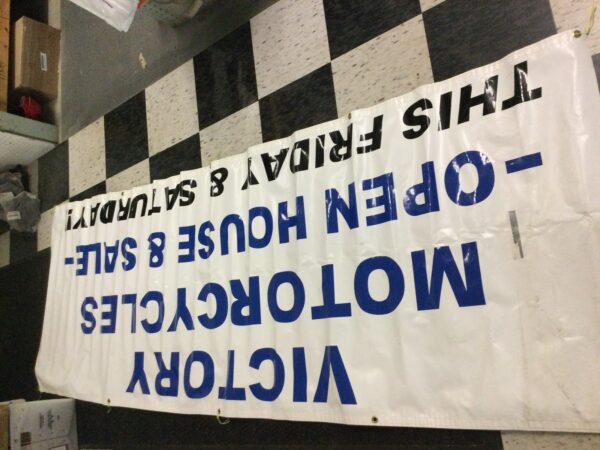 VICTORY
MOTORCYCLES
-OPEN HOUSE & SALE-
THIS FRIDAY & SATURDAY!